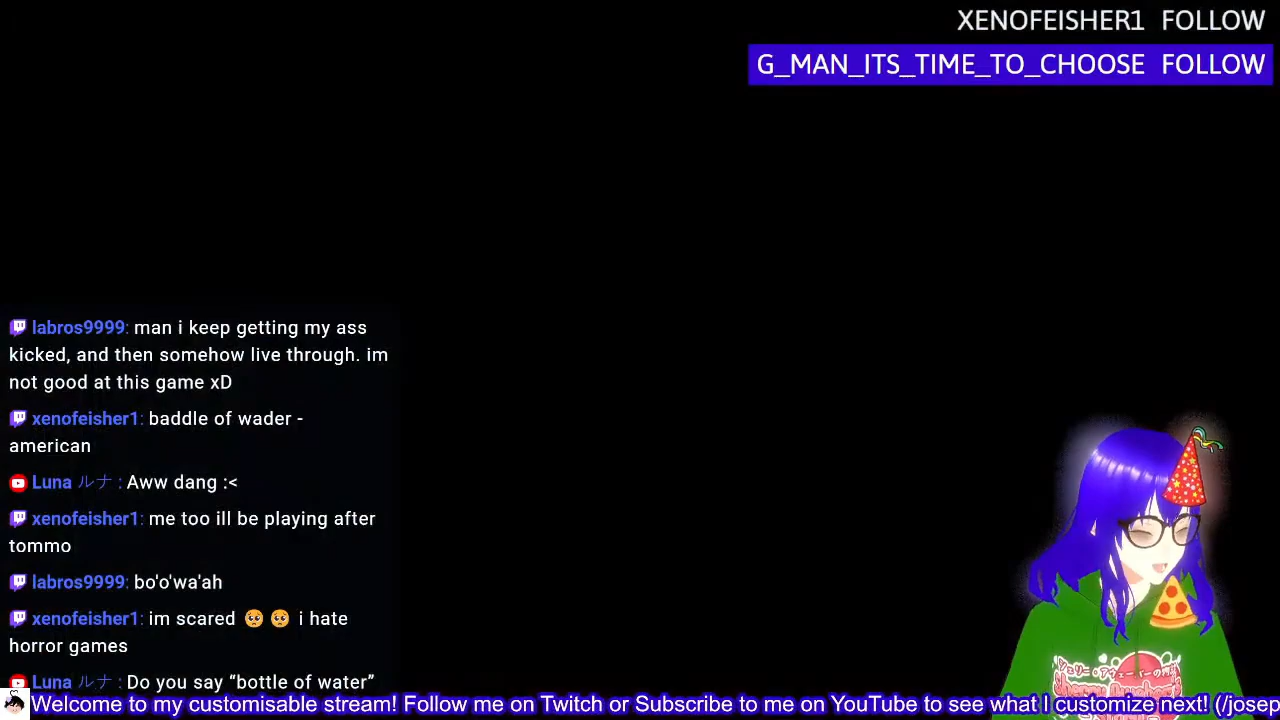 XENOFEISHER1 FOLLOW
G_MAN_ITS_TIME_TO_CHOOSE FOLLOW
labros9999: man i keep getting my ass
kicked, and then somehow live through. im
not good at this game xD
xenofeisher1: baddle of wader -
american
Luna ルナ : Aww dang :<
xenofeisher1: me too ill be playing after
tommo
labros9999: bo'o'wa'ah
xenofeisher1: im scared 🥺 🥺 i hate
horror games
Luna ルナ : Do you say “bottle of water”
Welcome to my customisable stream! Follow me on Twitch or Subscribe to me on YouTube to see what I customize next! (/josep